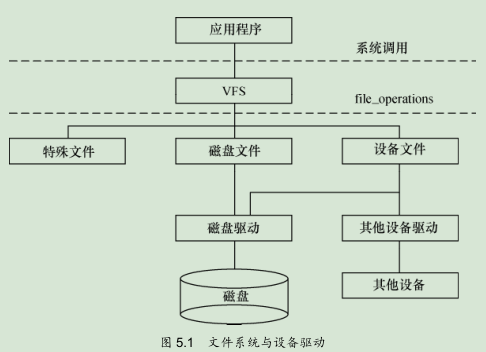 应用程序
系统调用
VFS
file_operations
特殊文件
磁盘文件
设备文件
磁盘驱动
其他设备驱动
磁盘
其他设备
图 5.1 文件系统与设备驱动